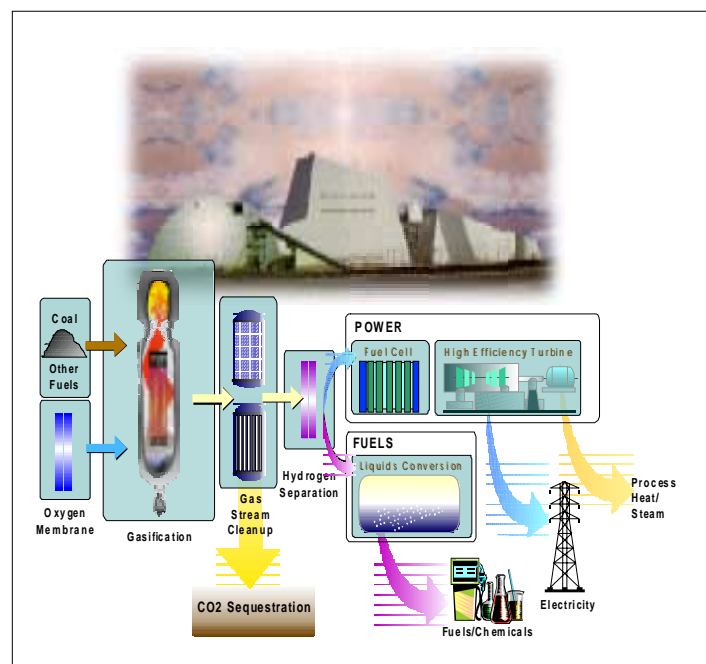 Coal
Other
Fuels
Oxygen
Membrane
Gasification
Gas
Stream
Cleanup
CO2 Sequestration
Hydrogen
Separation
POWER
Fuel Cell
High Efficiency Turbine
FUELS
Liquids Conversion
Process
Heat/
Steam
Electricity
Fuels/Chemicals